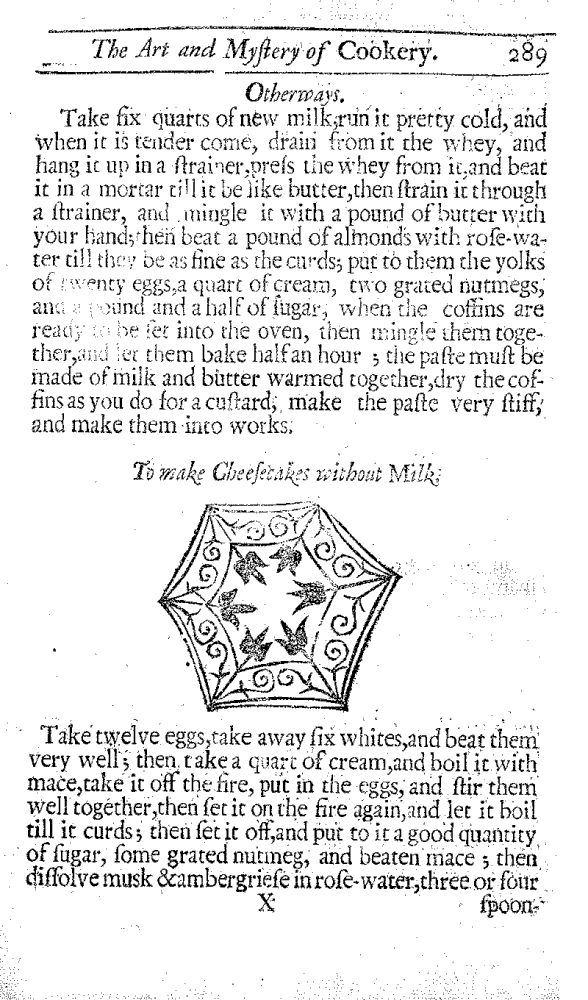 The Art and Myſtery of Cookery. 289
Otherways.
Take ſix quarts of new milk,run it pretty cold, and
when it is tender come, drain from it the whey, and
hang it up in a ſtrainer,preſs the whey from it,and beat
it in a mortar till it be like butter,then ſtrain it through
a ſtrainer, and mingle it with a pound of butter with
your hand; then beat a pound of almonds with roſe-wa-
ter till they be as fine as the curds; put to them the yolks
of twenty eggs,a quart of cream, two grated nutmegs,
and a pound and a half of ſugar, when the coffins are
ready to be ſet into the oven, then mingle them toge-
ther,and let them bake half an hour ; the paſte muſt be
made of milk and butter warmed together,dry the cof-
fins as you do for a cuſtard, make the paſte very ſtiff,
and make them into works.
To make Cheeſecakes without Milk.
Take twelve eggs,take away ſix whites,and beat them
very well; then take a quart of cream,and boil it with
mace,take it off the fire, put in the eggs, and ſtir them
well together,then ſet it on the fire again,and let it boil
till it curds; then ſet it off,and put to it a good quantity
of ſugar, ſome grated nutmeg, and beaten mace ; then
diſſolve musk &ambergrieſe in roſe-water,three or four
X ſpoon-